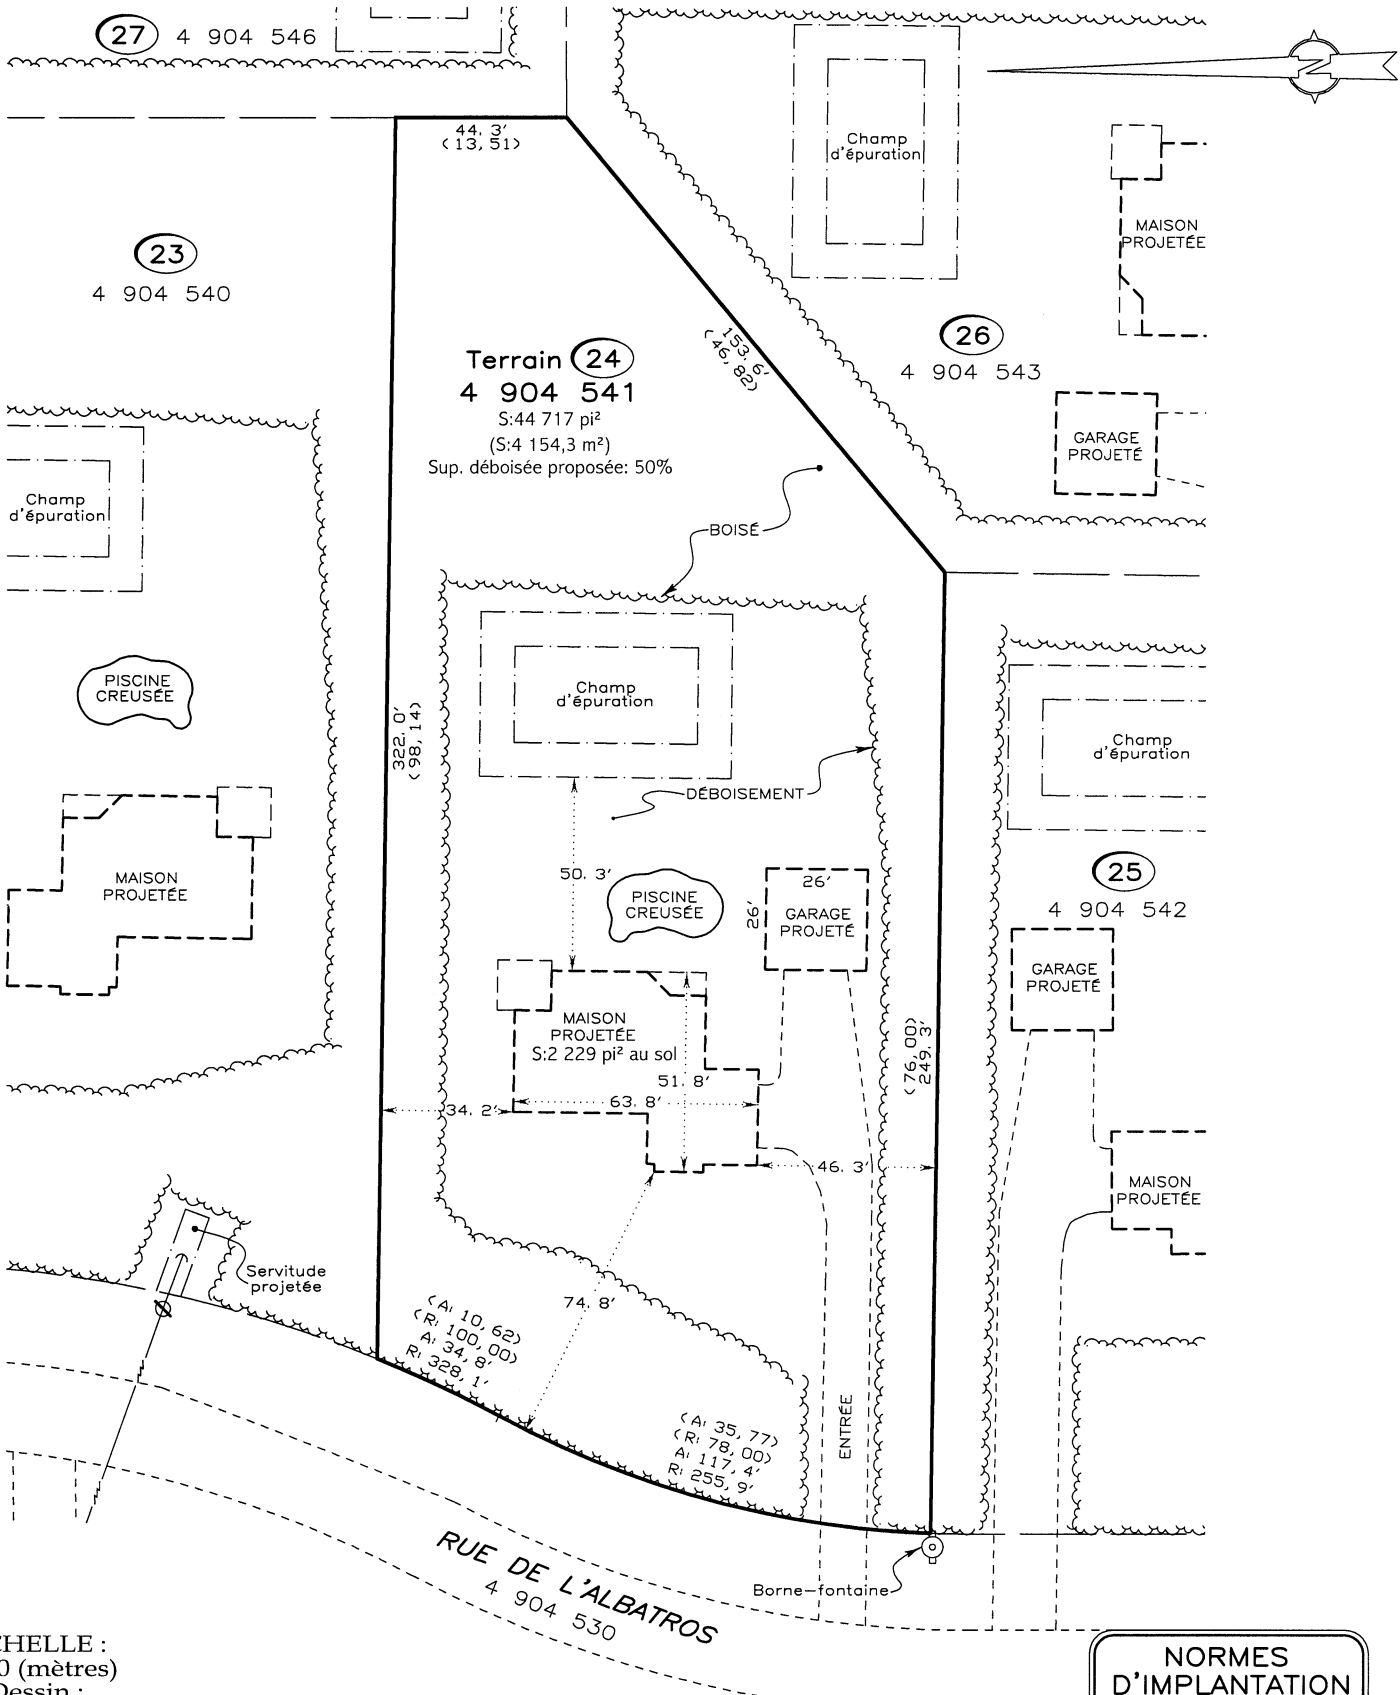 27 4 904 546
N
44. 3'
(13, 51)
Champ
d'épuration
MAISON
PROJETÉE
23
4 904 540
26
4 904 543
153. 6'
(46, 82)
Terrain 24
4 904 541
S:44 717 pi²
(S:4 154,3 m²)
Sup. déboisée proposée: 50%
GARAGE
PROJETÉ
Champ
d'épuration
BOISÉ
PISCINE
CREUSÉE
322. 0'
(98, 14)
Champ
d'épuration
Champ
d'épuration
DÉBOISEMENT
MAISON
PROJETÉE
50. 3'
PISCINE
CREUSÉE
26'
26'
GARAGE
PROJETÉ
25
4 904 542
GARAGE
PROJETÉ
MAISON
PROJETÉE
S:2 229 pi² au sol
51. 8'
63. 8'
34. 2'
46. 3'
(76, 00)
249. 3'
MAISON
PROJETÉE
Servitude
projetée
74. 8'
(A: 10, 62)
(R: 100, 00)
A: 34, 8'
R: 328, 1'
(A: 35, 77)
(R: 78, 00)
A: 117, 4'
R: 255, 9'
ENTRÉE
RUE DE L'ALBATROS
4 904 530
Borne-fontaine
CHELLE :
0 (mètres)
Dessin :
NORMES
D'IMPLANTATION